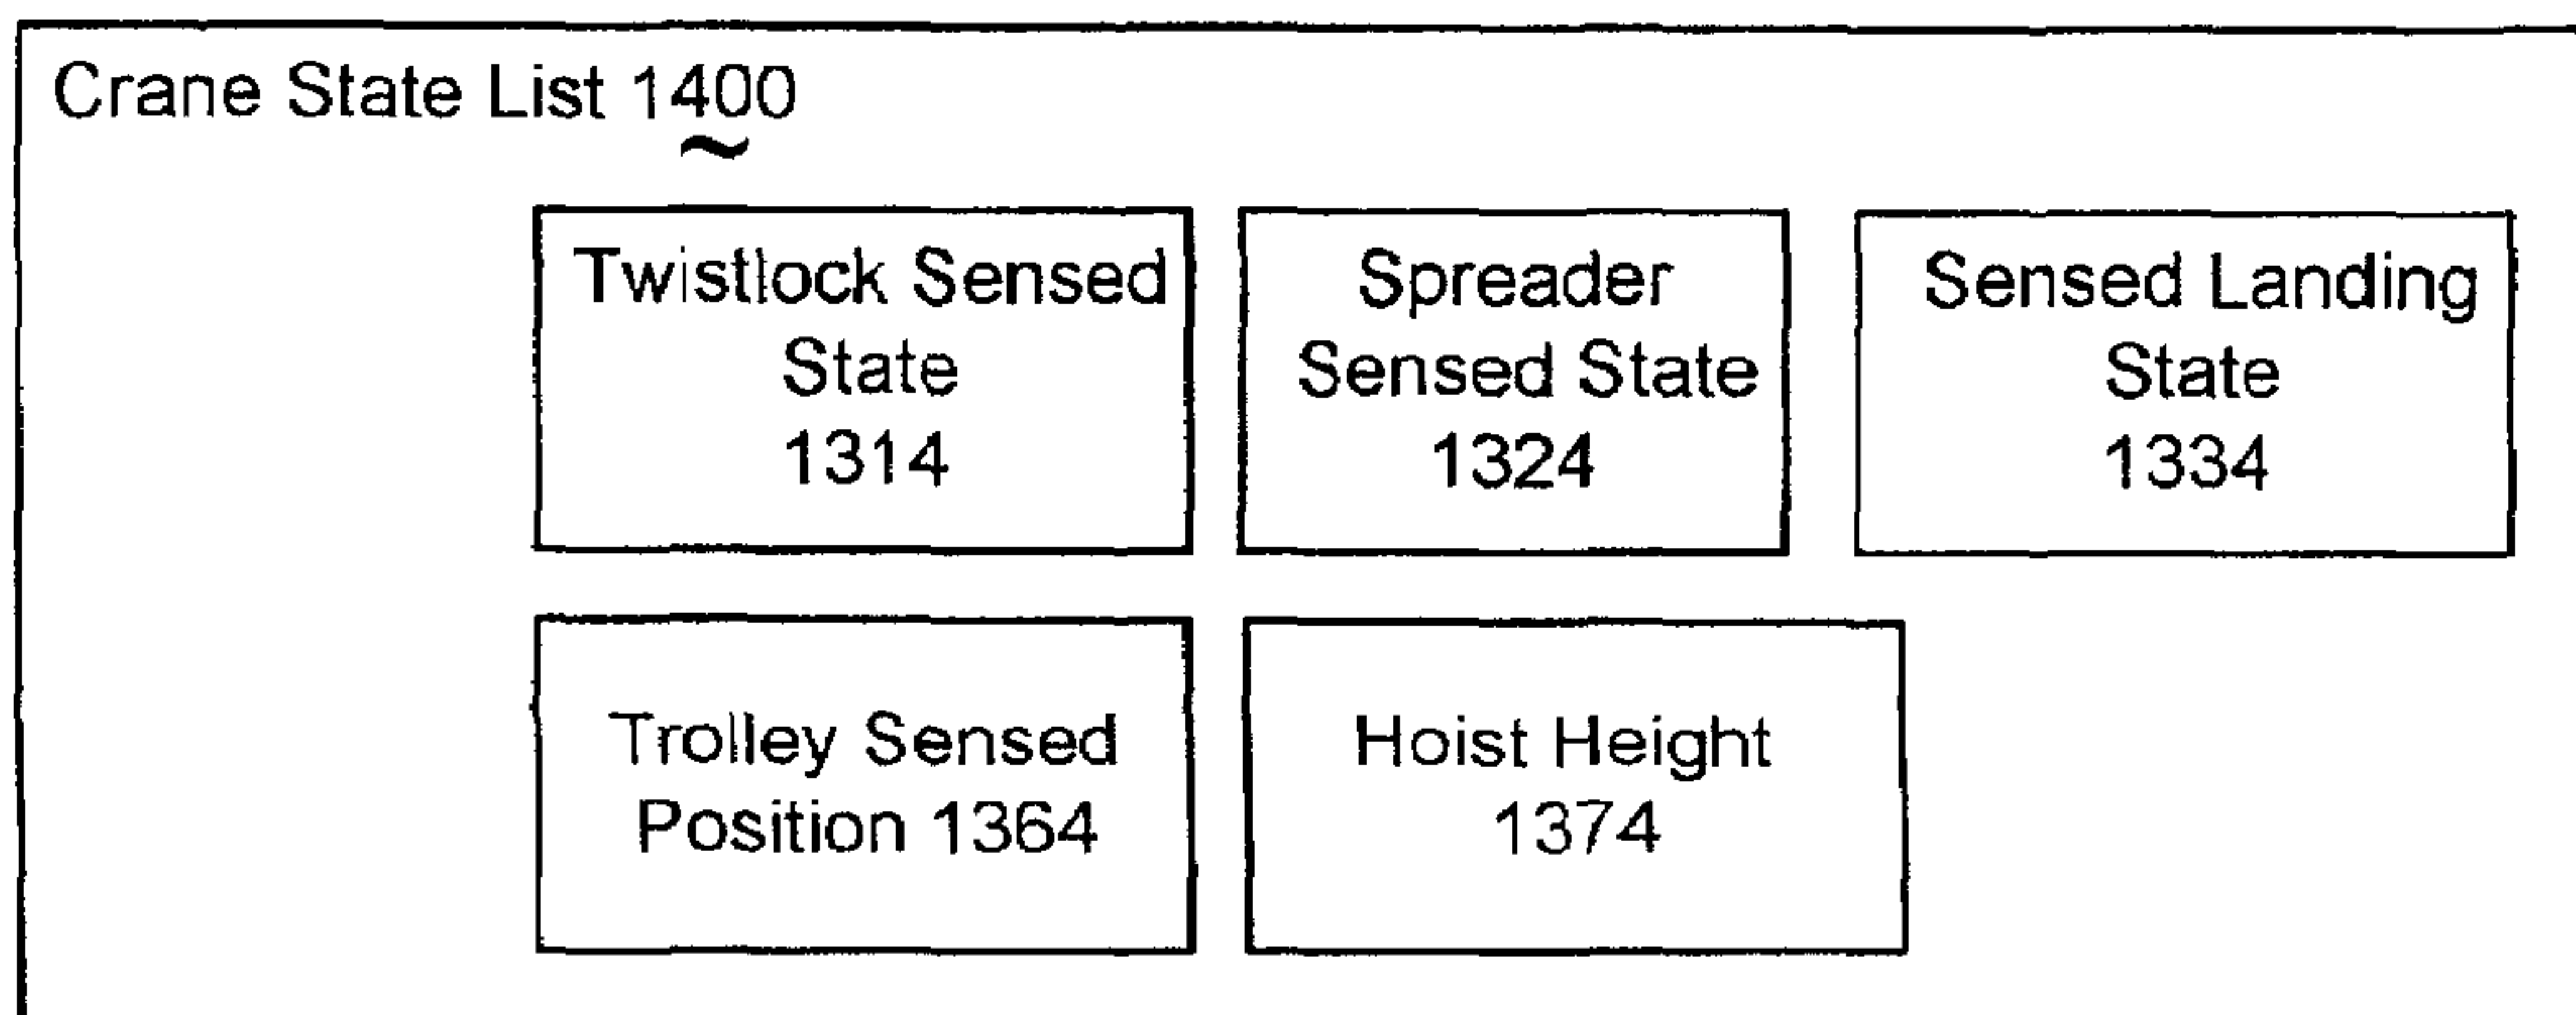 Crane State List 1400
Twistlock Sensed
State
1314
Spreader
Sensed State
1324
Sensed Landing
State
1334
Trolley Sensed
Position 1364
Hoist Height
1374